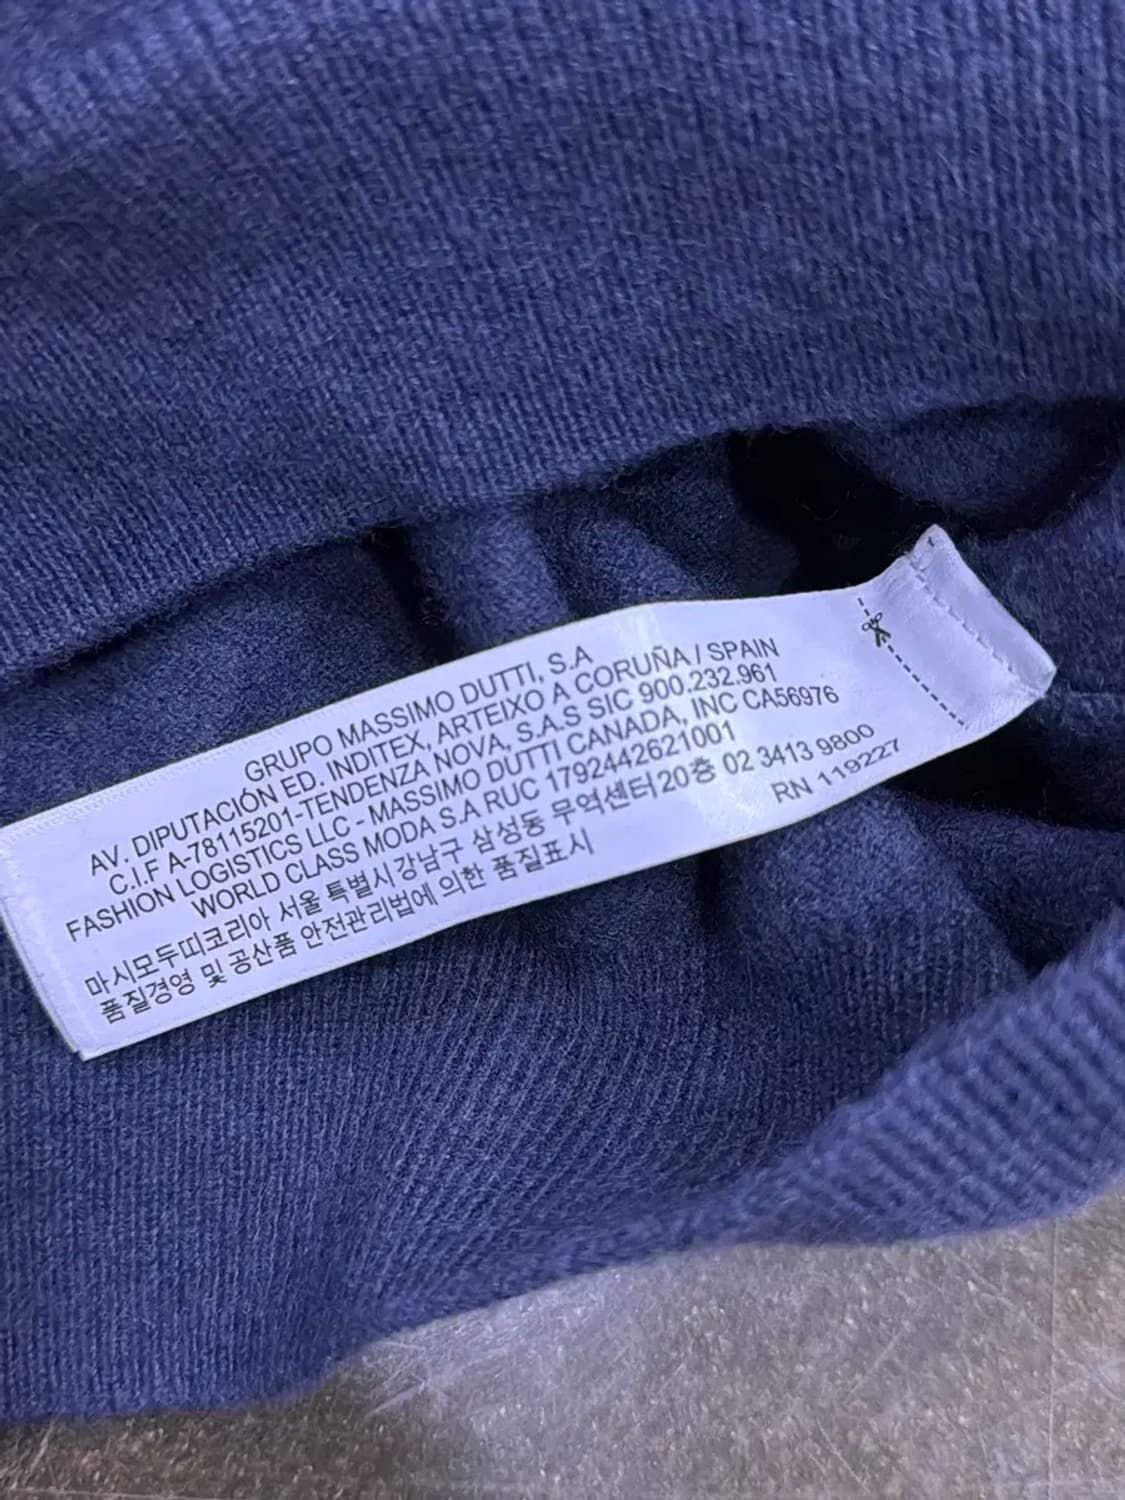 GRUPO MASSIMO DUTTI, S.A
AV. DIPUTACIÓN ED. INDITEX, ARTEIXO A CORUÑA / SPAIN
C.I.F A-78115201-TENDENZA NOVA, S.A.S SIC 900.232.961
FASHION LOGISTICS LLC - MASSIMO DUTTI CANADA, INC CA56976
WORLD CLASS MODA S.A RUC 1792442621001
마시모두띠코리아 서울 특별시강남구 삼성동 무역센터20층 02 3413 9800
품질경영 및 공산품 안전관리법에 의한 품질표시
RN 119227